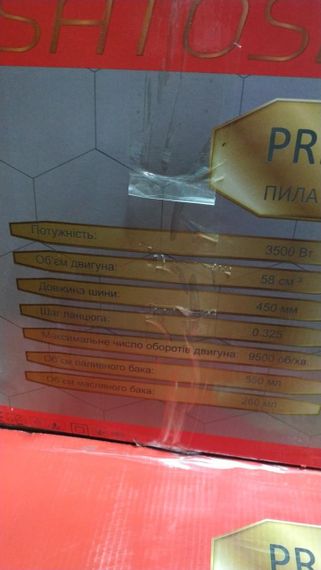 SHTOS
PR
ПИЛА
Потужність: 3500 Вт
Об'єм двигуна: 58 см³
Довжина шини: 450 мм
Шаг ланцюга: 0.325
Максимальне число оборотів двигуна: 9500 об/хв.
Об'єм паливного бака: 550 мл
Об'єм масляного бака: 260 мл
PR